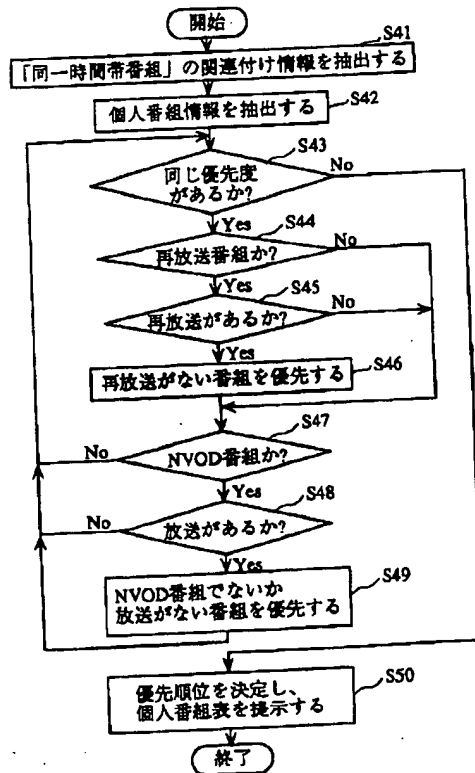 開始
S41
「同一時間帯番組」の関連付け情報を抽出する
S42
個人番組情報を抽出する
S43
同じ優先度
があるか?
No
Yes
S44
再放送番組か?
No
Yes
S45
再放送があるか?
No
Yes
S46
再放送がない番組を優先する
S47
NVOD番組か?
No
Yes
S48
放送があるか?
No
Yes
S49
NVOD番組でないか
放送がない番組を優先する
S50
優先順位を決定し、
個人番組表を提示する
終了